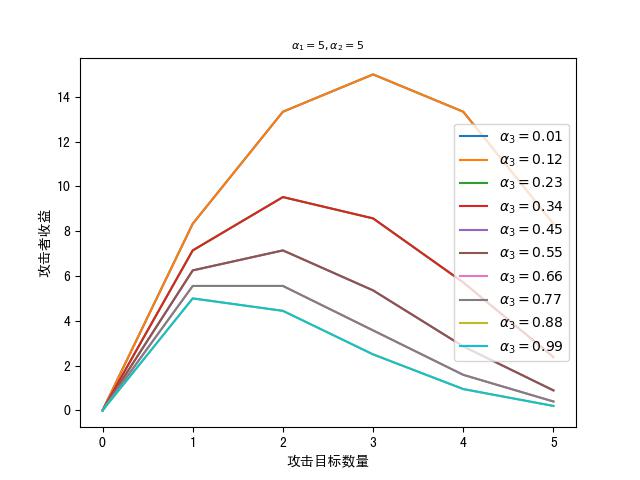 α₁ = 5, α₂ = 5
攻击者收益
14
12
10
8
6
4
2
0
α₃ = 0.01
α₃ = 0.12
α₃ = 0.23
α₃ = 0.34
α₃ = 0.45
α₃ = 0.55
α₃ = 0.66
α₃ = 0.77
α₃ = 0.88
α₃ = 0.99
0 1 2 3 4 5
攻击目标数量